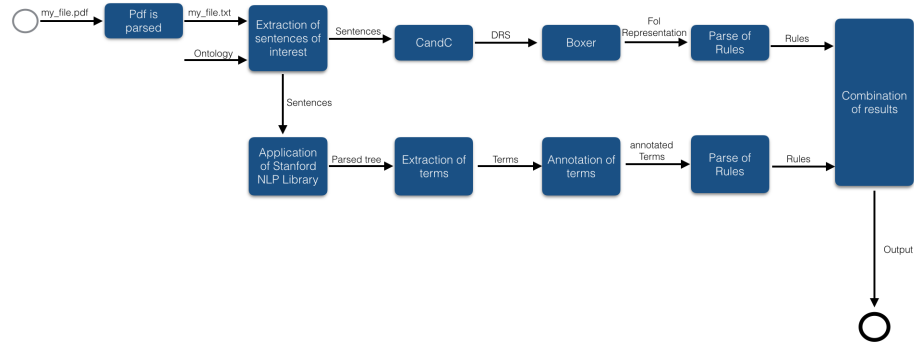 my_file.pdf
Pdf is
parsed
my_file.txt
Ontology
Extraction of
sentences of
interest
Sentences
CandC
DRS
Boxer
Fol
Representation
Parse of
Rules
Rules
Combination
of results
Sentences
Application
of Stanford
NLP Library
Parsed tree
Extraction of
terms
Terms
Annotation of
terms
annotated
Terms
Parse of
Rules
Rules
Output